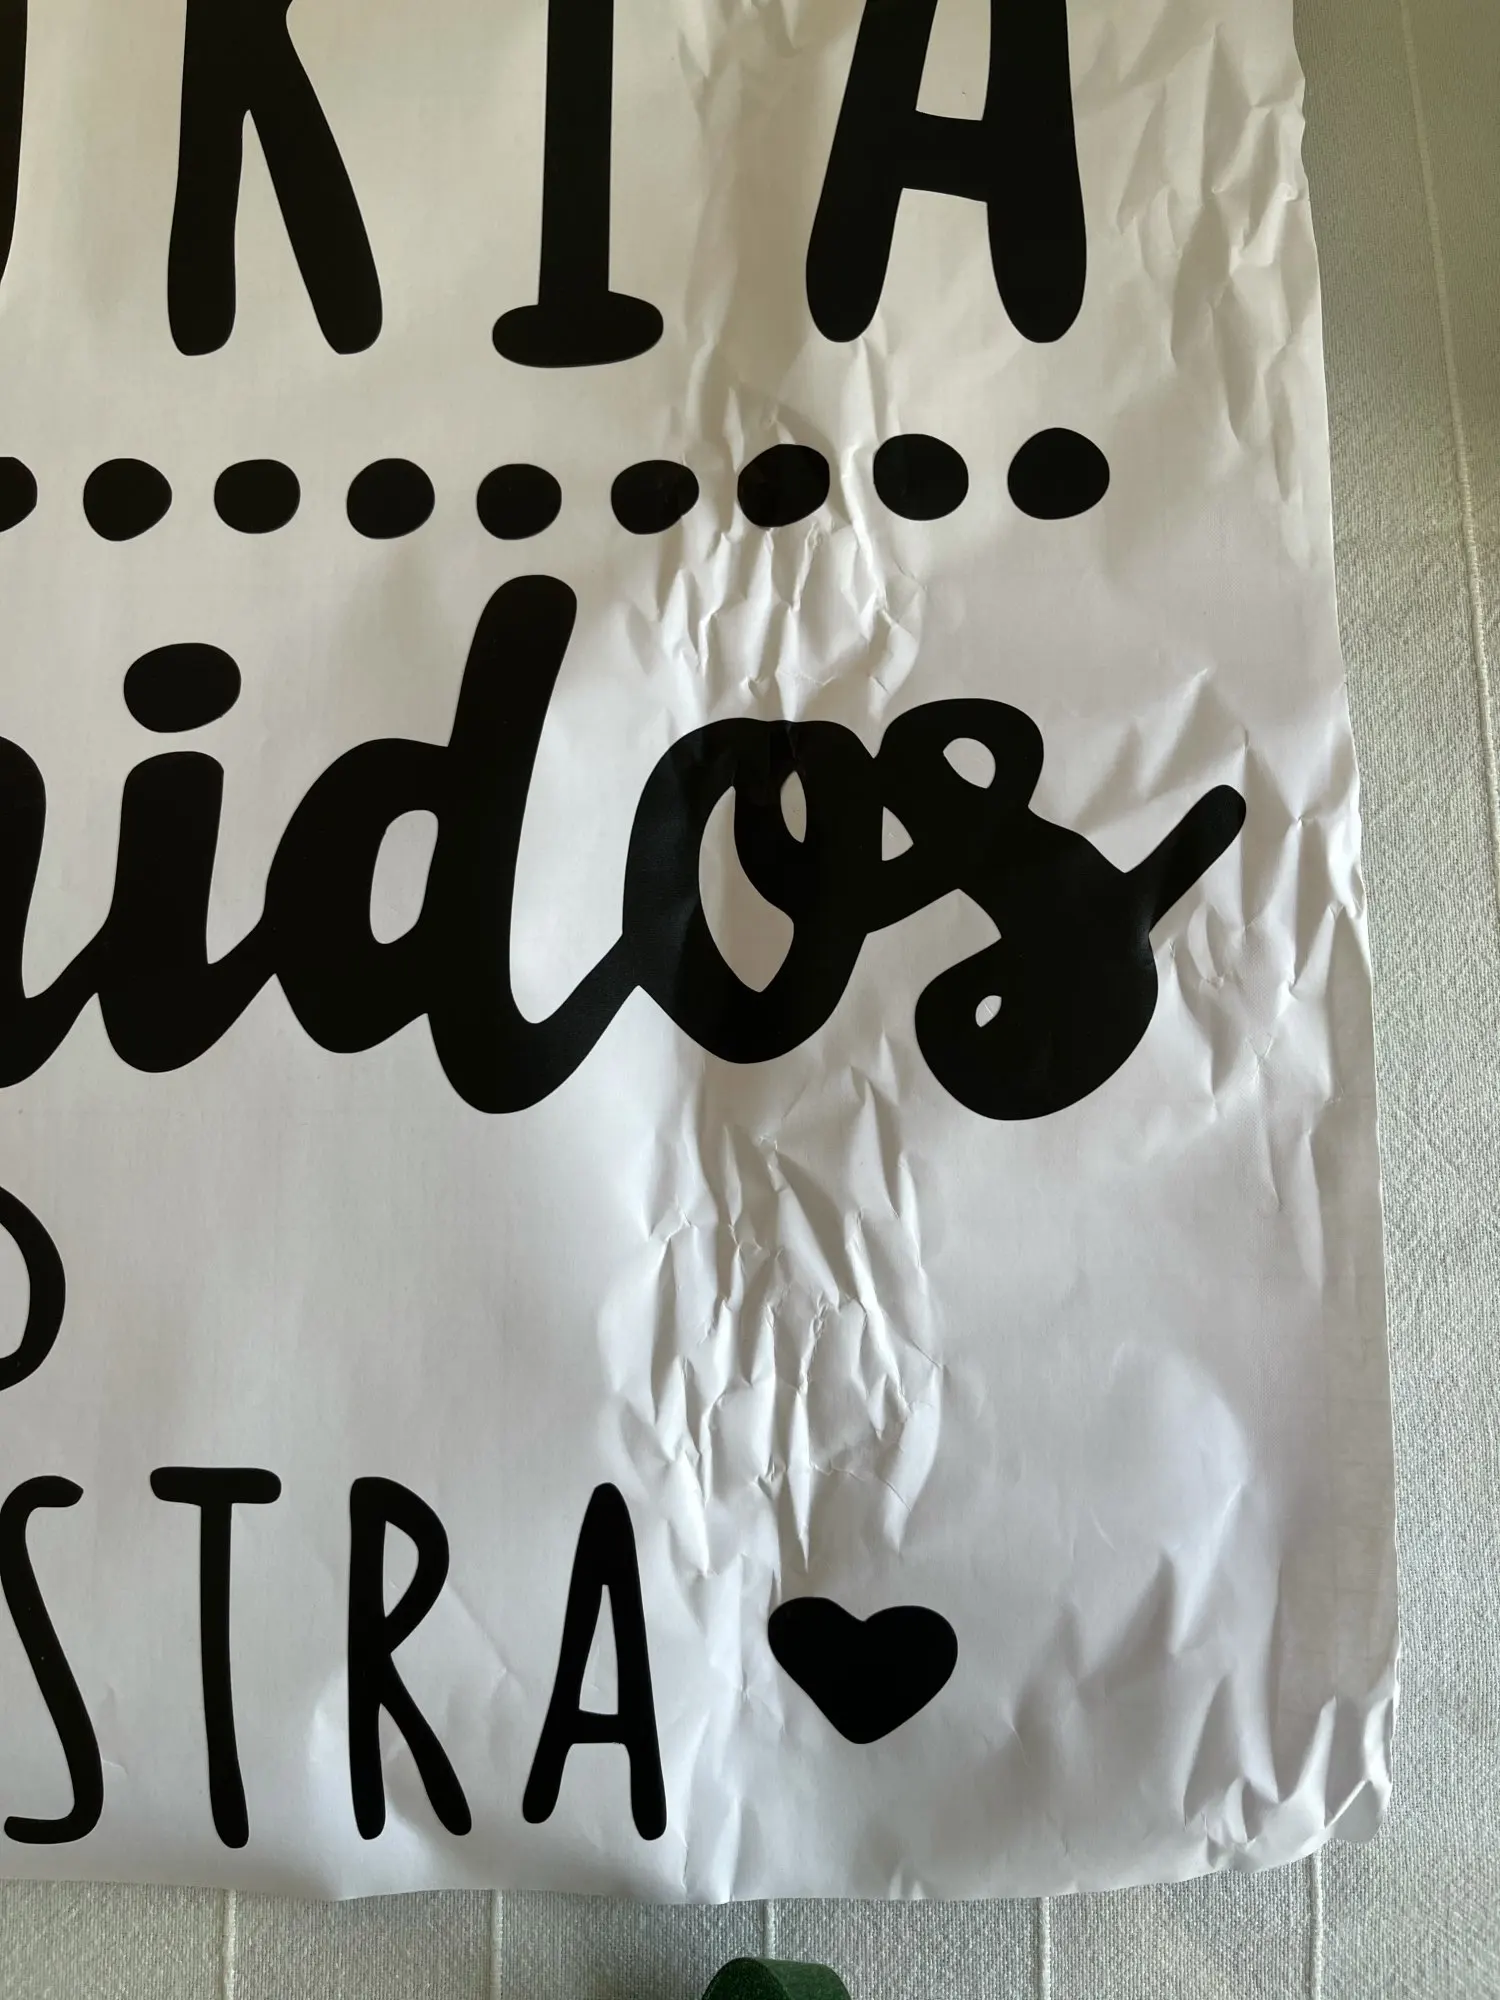 RIA
idos
STRA ♥